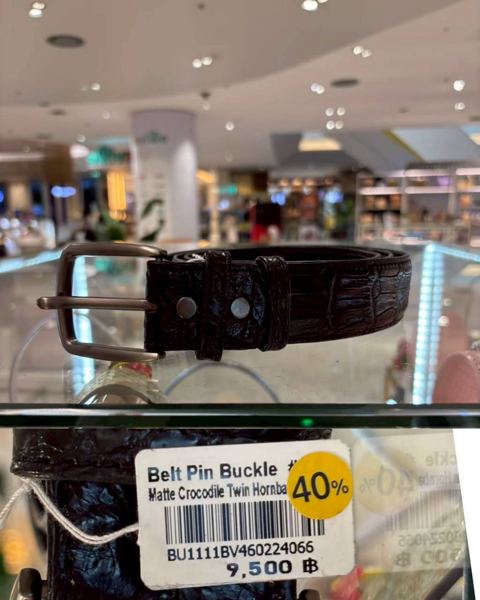 Belt Pin Buckle #
Matte Crocodile Twin Hornba
40%
BU1111BV460224066
9,500 ฿